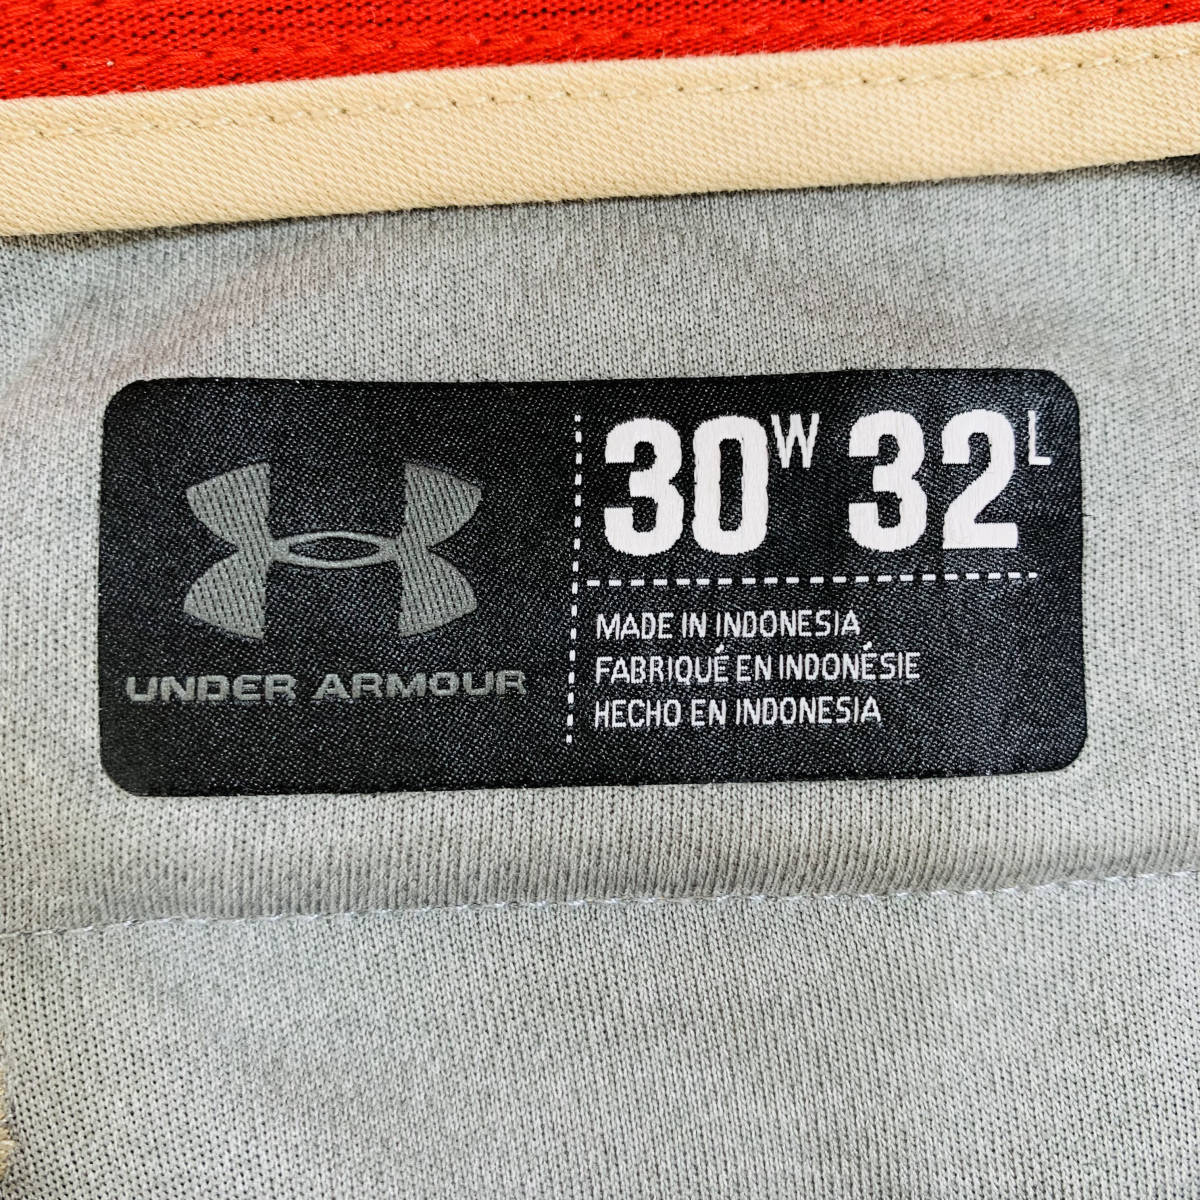 30W 32L
UNDER ARMOUR
MADE IN INDONESIA
FABRIQUÉ EN INDONÉSIE
HECHO EN INDONESIA